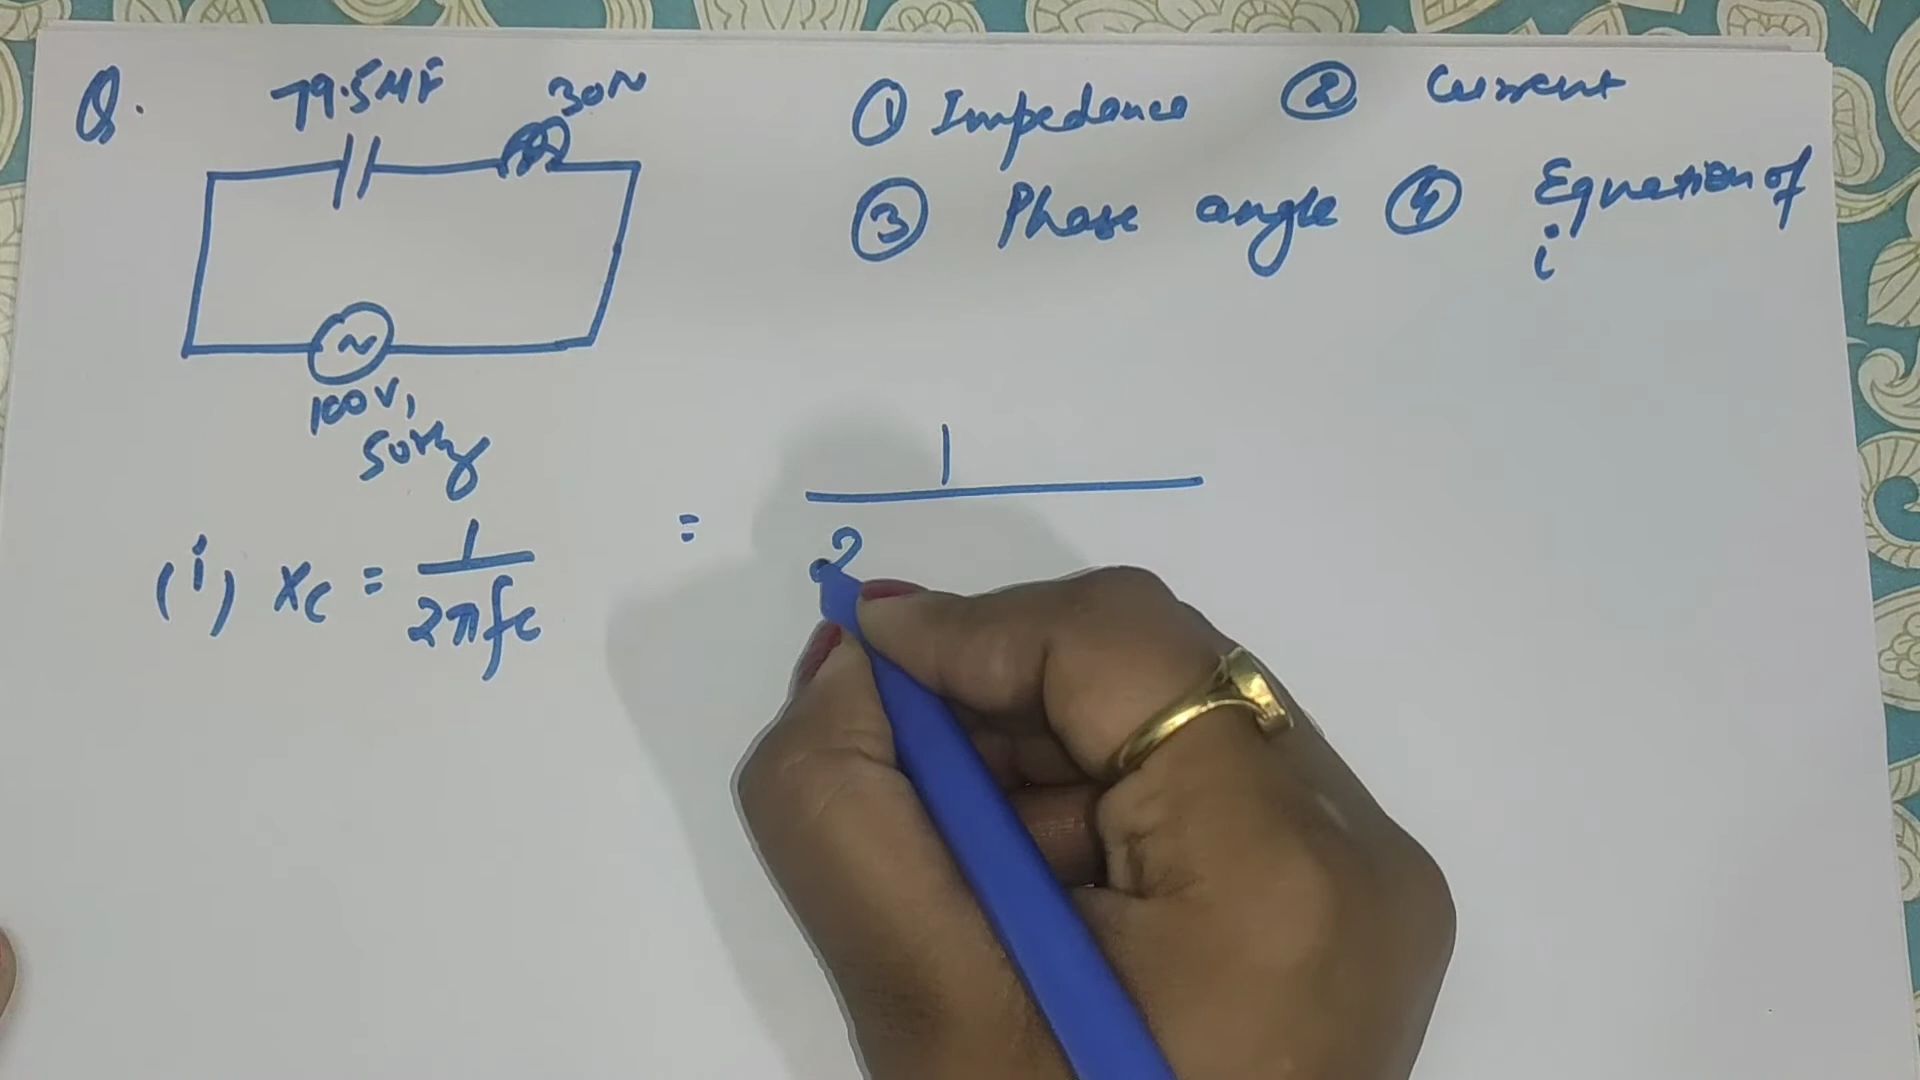 Q. 79.5μF 30Ω
① Impedance ② Current
③ Phase angle ④ Equation of
i
100V,
50Hz
(i) Xc = 1/2πfc = 1/2